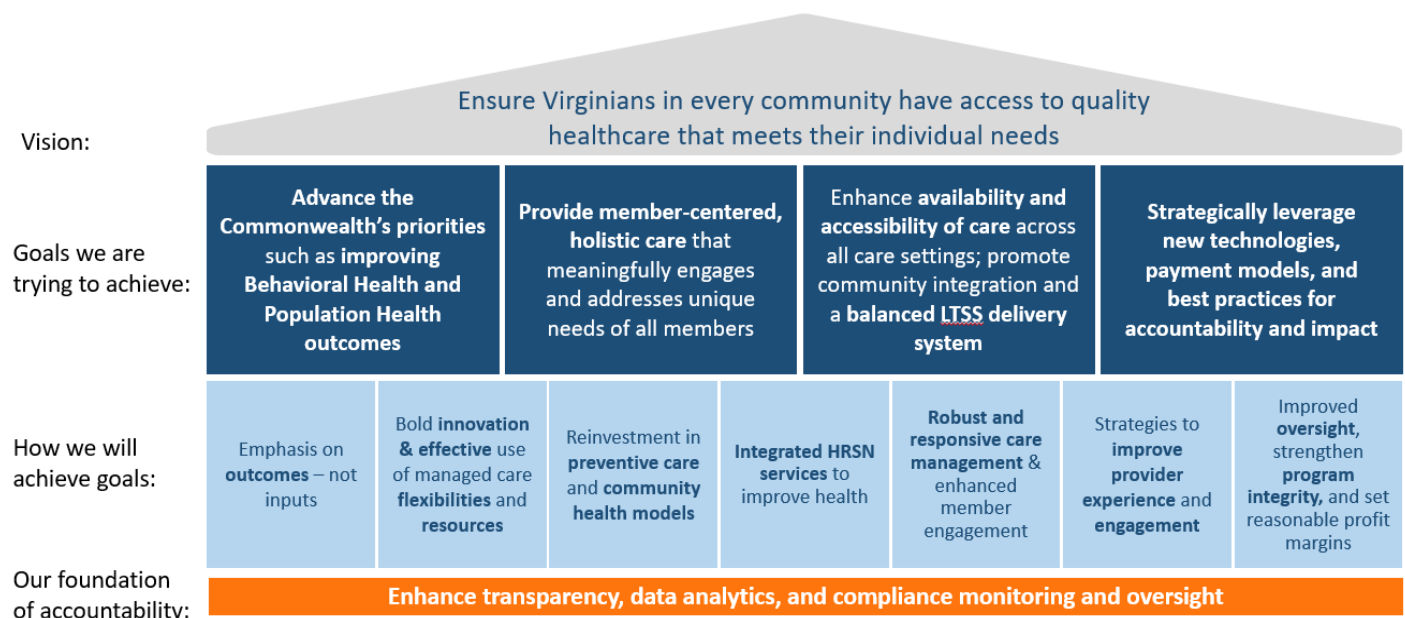 Ensure Virginians in every community have access to quality
healthcare that meets their individual needs
Vision:
Goals we are
trying to achieve:
Advance the
Commonwealth’s priorities
such as improving
Behavioral Health and
Population Health
outcomes
Provide member-centered,
holistic care that
meaningfully engages
and addresses unique
needs of all members
Enhance availability and
accessibility of care across
all care settings; promote
community integration and
a balanced LTSS delivery
system
Strategically leverage
new technologies,
payment models, and
best practices for
accountability and impact
How we will
achieve goals:
Emphasis on
outcomes – not
inputs
Bold innovation
& effective use
of managed care
flexibilities and
resources
Reinvestment in
preventive care
and community
health models
Integrated HRSN
services to
improve health
Robust and
responsive care
management &
enhanced
member
engagement
Strategies to
improve
provider
experience and
engagement
Improved
oversight,
strengthen
program
integrity, and set
reasonable profit
margins
Our foundation
of accountability:
Enhance transparency, data analytics, and compliance monitoring and oversight